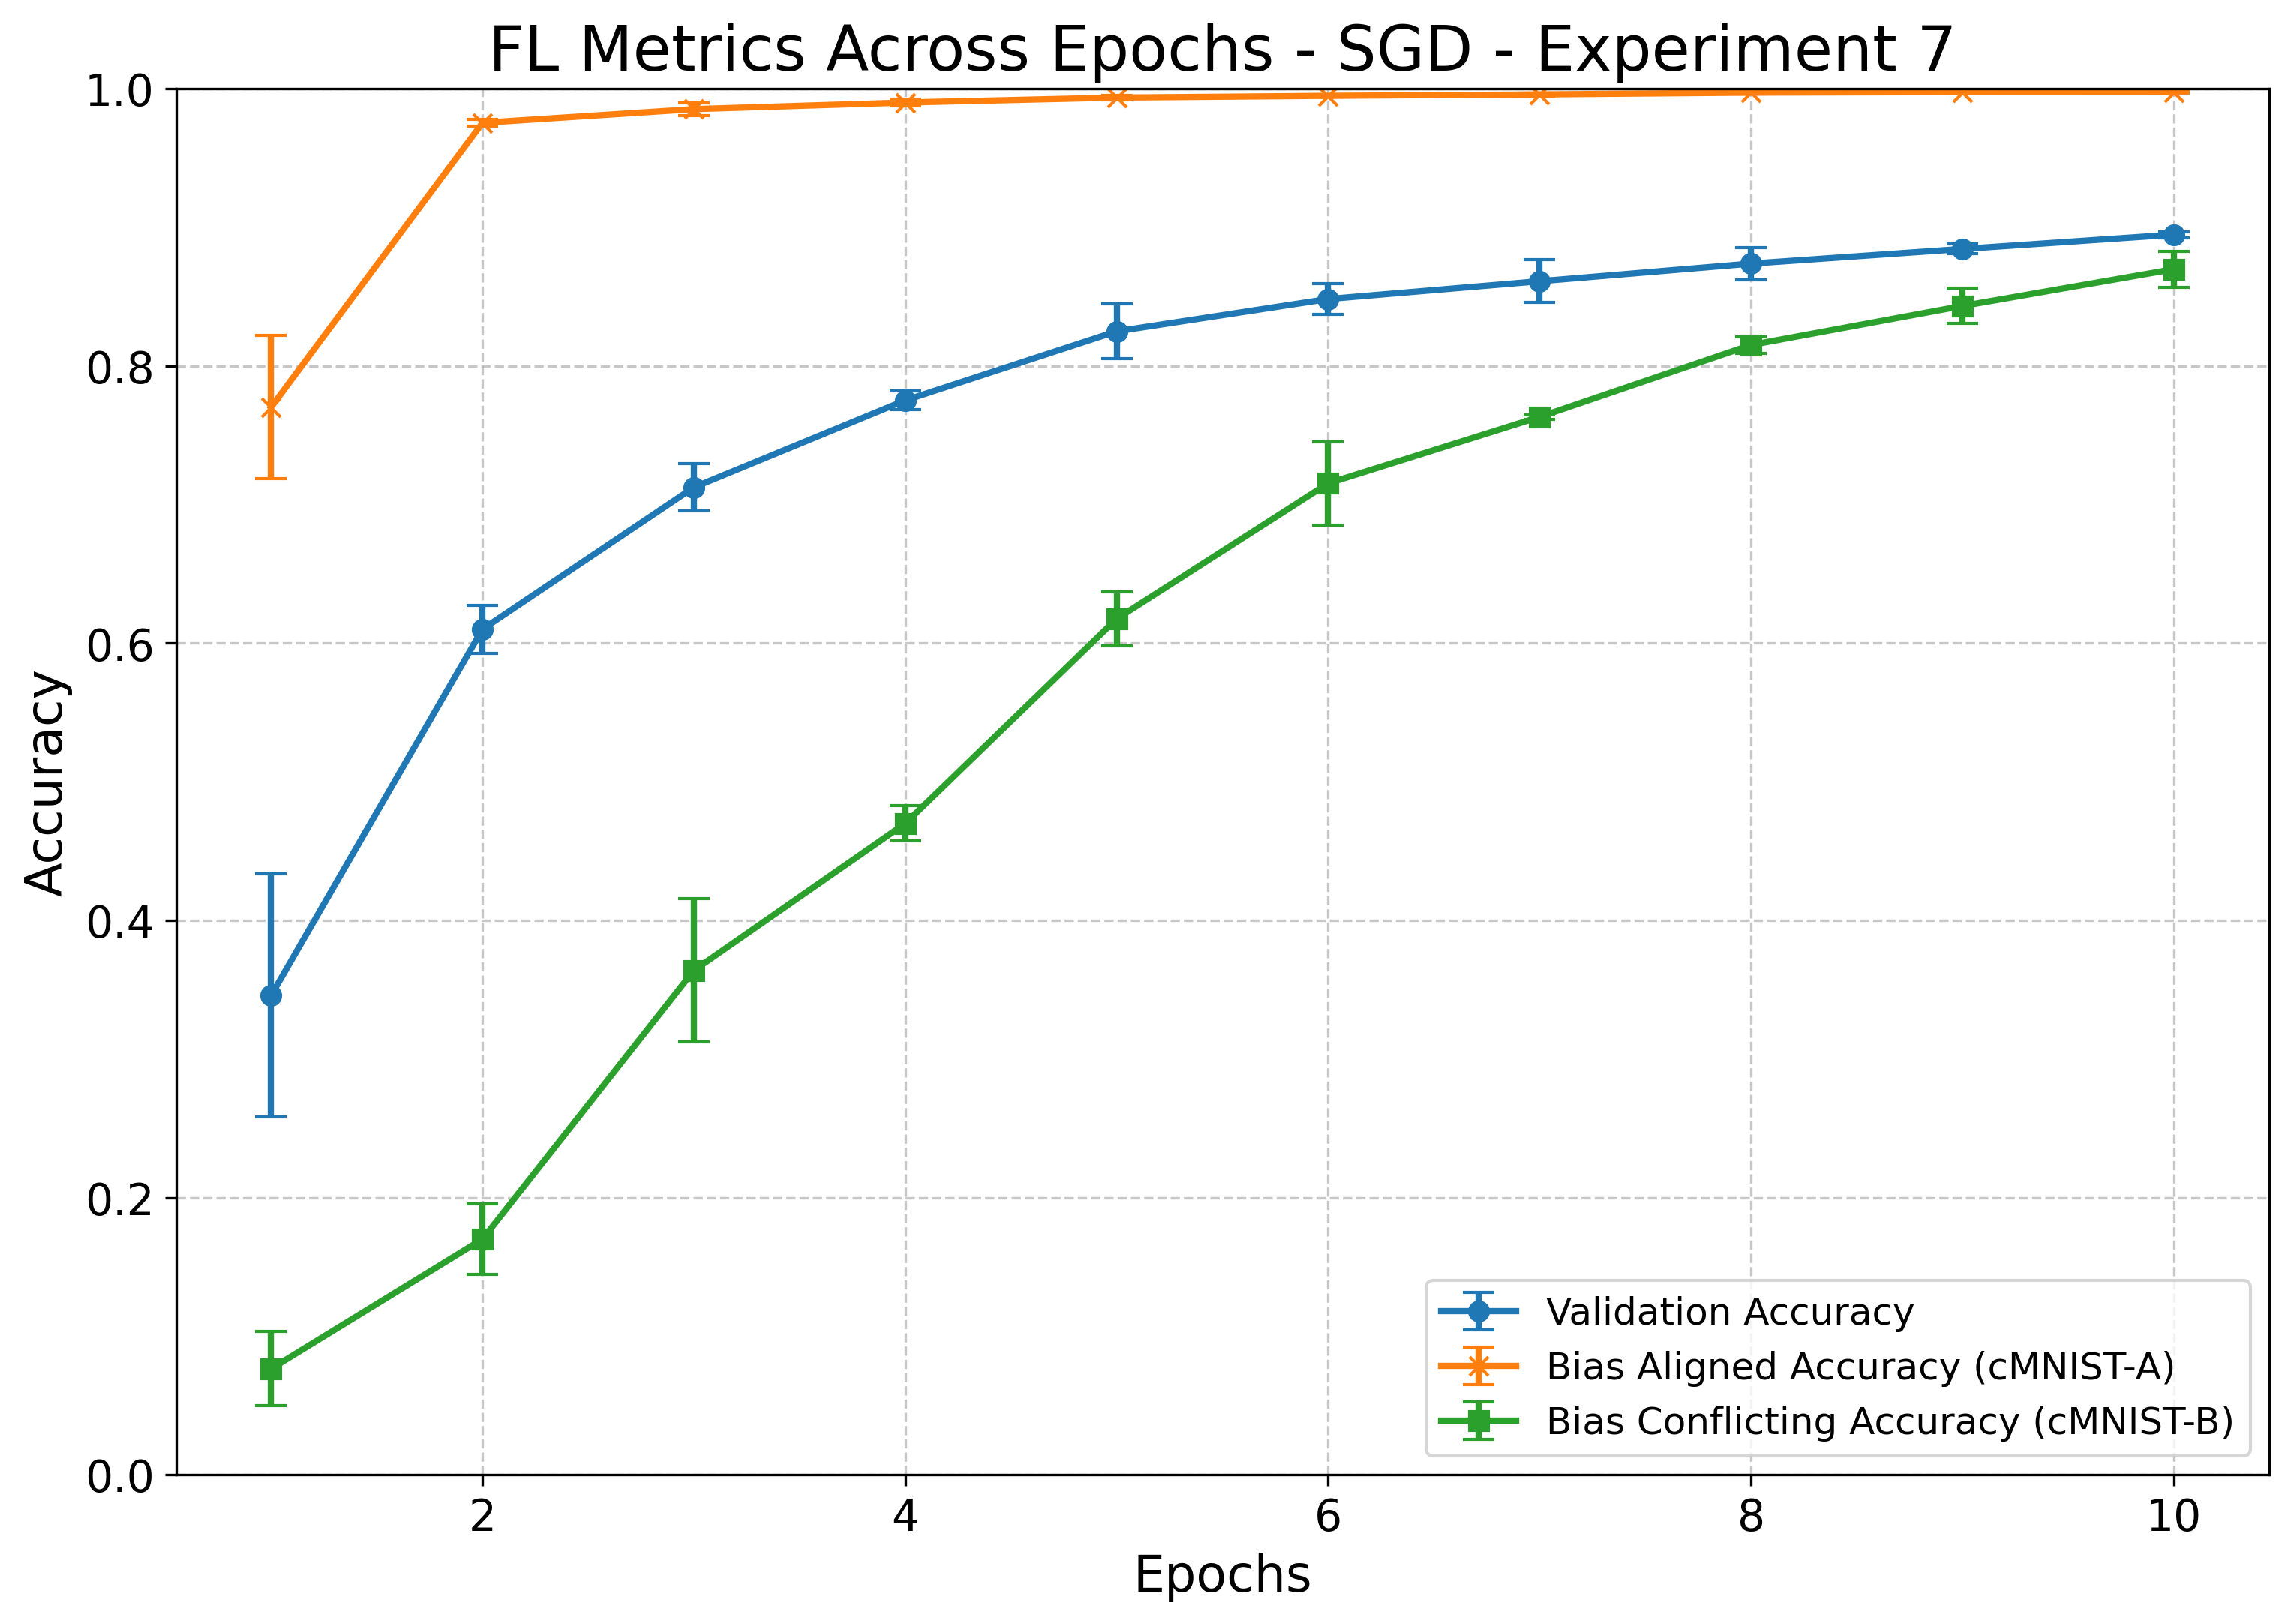 FL Metrics Across Epochs - SGD - Experiment 7
1.0
0.8
0.6
0.4
0.2
0.0
Accuracy
2 4 6 8 10
Epochs
Validation Accuracy
Bias Aligned Accuracy (cMNIST-A)
Bias Conflicting Accuracy (cMNIST-B)